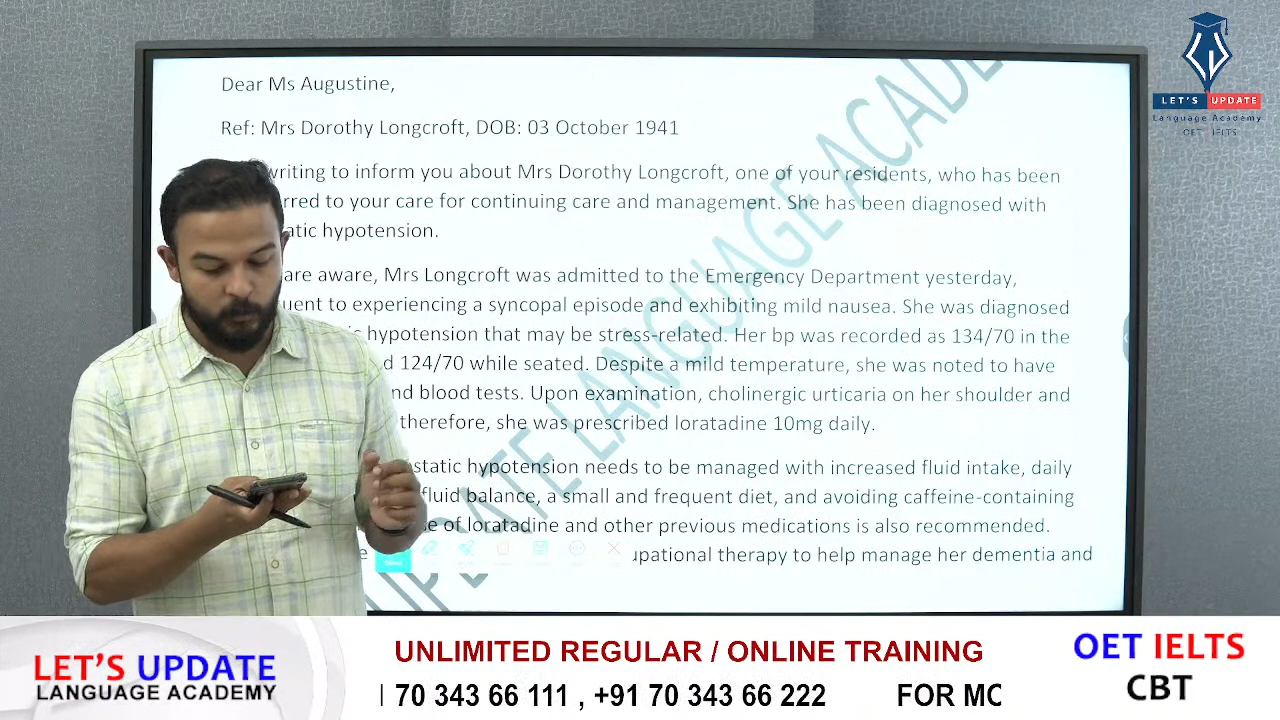 Dear Ms Augustine,
Ref: Mrs Dorothy Longcroft, DOB: 03 October 1941
writing to inform you about Mrs Dorothy Longcroft, one of your residents, who has been
rred to your care for continuing care and management. She has been diagnosed with
atic hypotension.
are aware, Mrs Longcroft was admitted to the Emergency Department yesterday,
uent to experiencing a syncopal episode and exhibiting mild nausea. She was diagnosed
hypotension that may be stress-related. Her bp was recorded as 134/70 in the
d 124/70 while seated. Despite a mild temperature, she was noted to have
nd blood tests. Upon examination, cholinergic urticaria on her shoulder and
therefore, she was prescribed loratadine 10mg daily.
static hypotension needs to be managed with increased fluid intake, daily
fluid balance, a small and frequent diet, and avoiding caffeine-containing
e of loratadine and other previous medications is also recommended.
upational therapy to help manage her dementia and
UPDATE LANGUAGE ACADE
Select
LET'S UPDATE
Language Academy
OET IELTS
LET'S UPDATE
LANGUAGE ACADEMY
UNLIMITED REGULAR / ONLINE TRAINING
70 343 66 111 , +91 70 343 66 222 FOR MO
OET IELTS
CBT